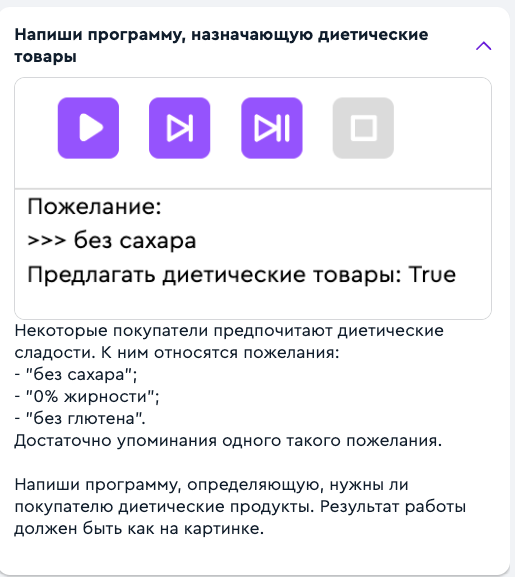 Напиши программу, назначающую диетические
товары
Пожелание:
>>> без сахара
Предлагать диетические товары: True
Некоторые покупатели предпочитают диетические
сладости. К ним относятся пожелания:
- "без сахара";
- "0% жирности";
- "без глютена".
Достаточно упоминания одного такого пожелания.
Напиши программу, определяющую, нужны ли
покупателю диетические продукты. Результат работы
должен быть как на картинке.